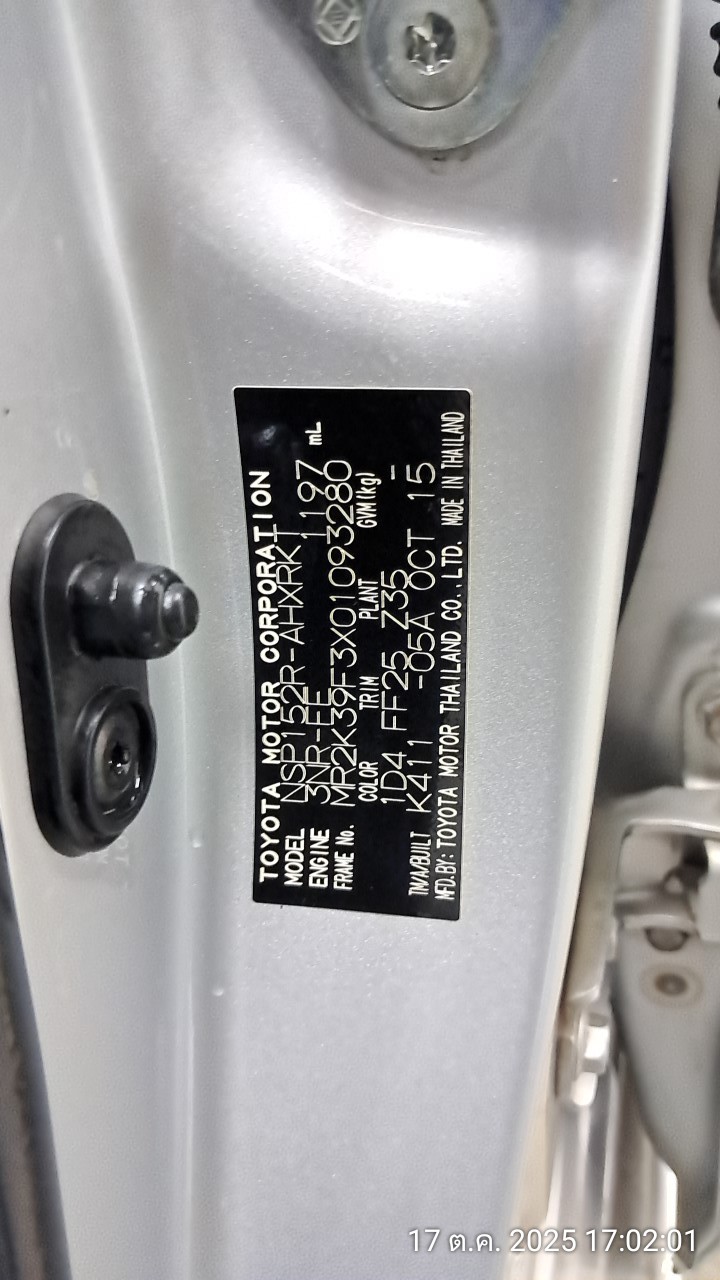 TOYOTA MOTOR CORPORATION
MODEL NSP152R-AHXRKT
ENGINE 3NR-FE 1197 mL
FRAME No. MR2K39F3X01093280
COLOR TRIM PLANT GVM(kg)
1D4 FF25 Z35 -
TM/A/BUILT K411 -05A OCT 15
MFD.BY: TOYOTA MOTOR THAILAND CO.,LTD. MADE IN THAILAND
17 ต.ค. 2025 17:02:01